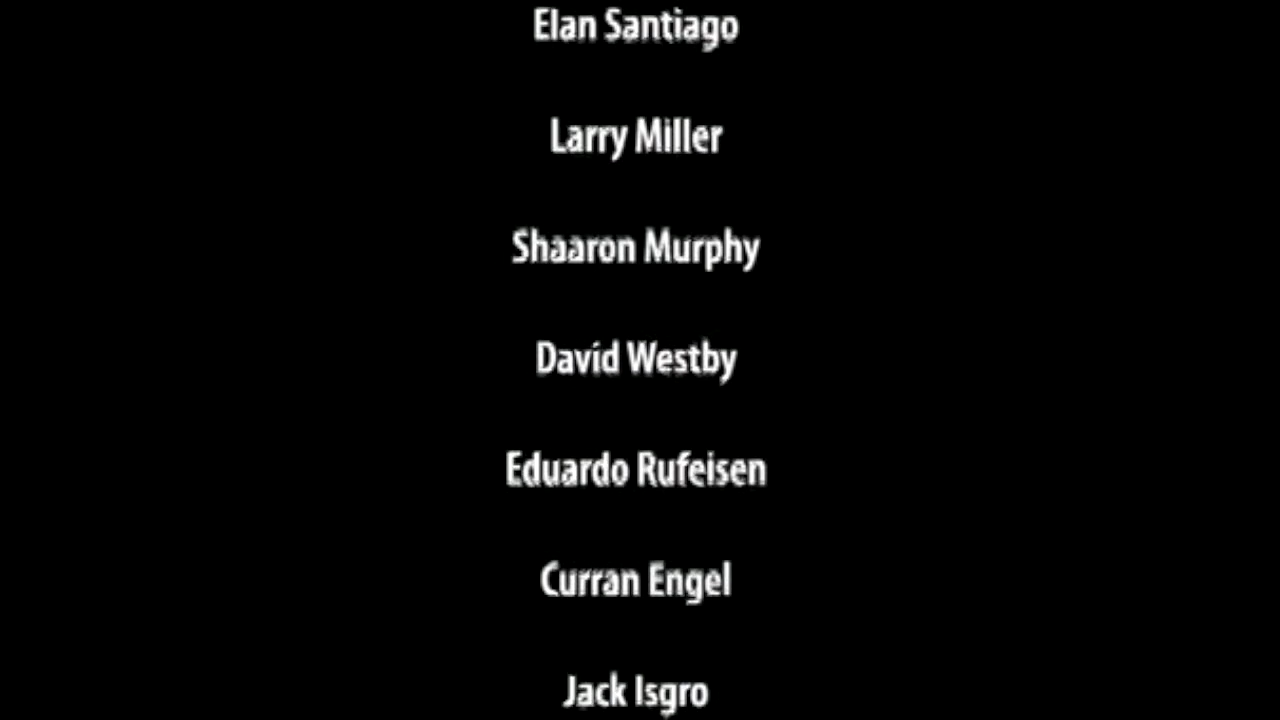 Elan Santiago
Larry Miller
Shaaron Murphy
David Westby
Eduardo Rufeisen
Curran Engel
Jack Isgro